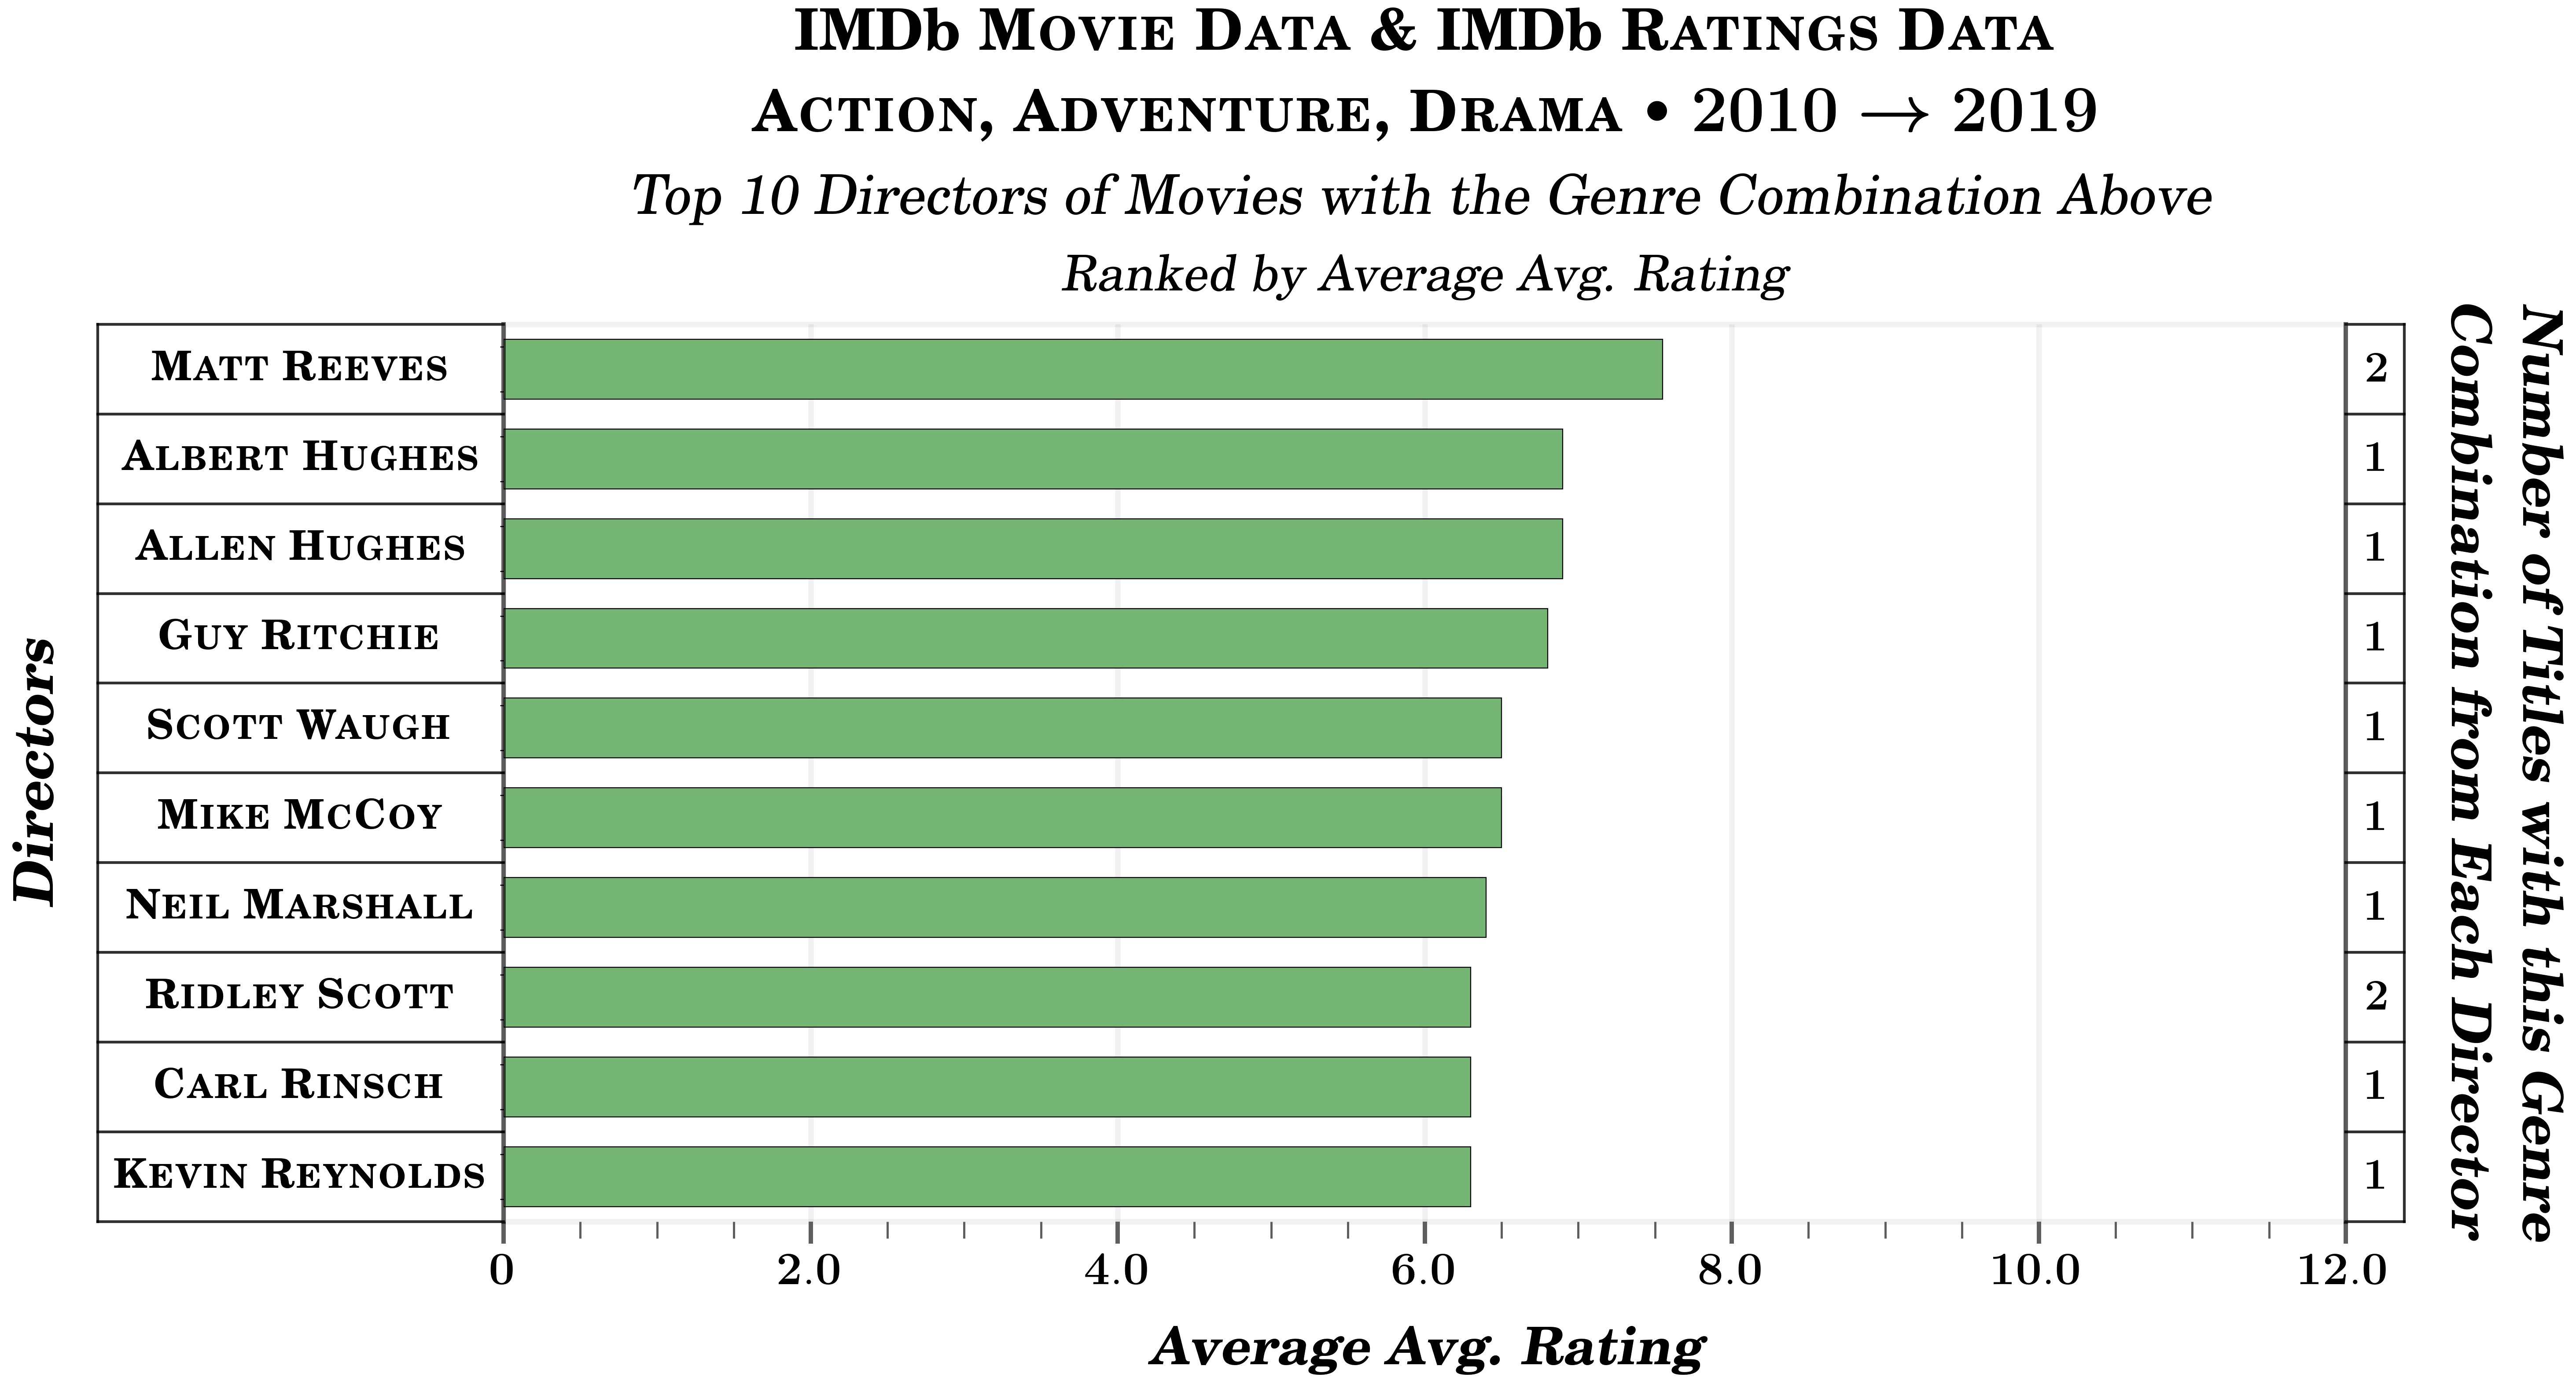 IMDb Movie Data & IMDb Ratings Data
Action, Adventure, Drama • 2010 → 2019
Top 10 Directors of Movies with the Genre Combination Above
Ranked by Average Avg. Rating
Directors
Matt Reeves 2
Albert Hughes 1
Allen Hughes 1
Guy Ritchie 1
Scott Waugh 1
Mike McCoy 1
Neil Marshall 1
Ridley Scott 2
Carl Rinsch 1
Kevin Reynolds 1
Number of Titles with this Genre
Combination from Each Director
0 2.0 4.0 6.0 8.0 10.0 12.0
Average Avg. Rating